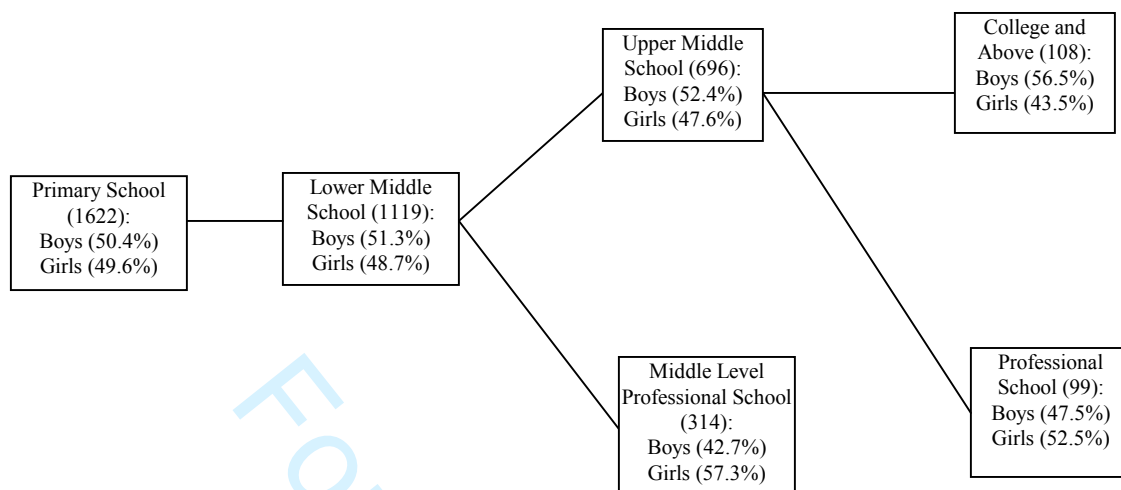 Primary School
(1622):
Boys (50.4%)
Girls (49.6%)
Lower Middle
School (1119):
Boys (51.3%)
Girls (48.7%)
Upper Middle
School (696):
Boys (52.4%)
Girls (47.6%)
Middle Level
Professional School
(314):
Boys (42.7%)
Girls (57.3%)
College and
Above (108):
Boys (56.5%)
Girls (43.5%)
Professional
School (99):
Boys (47.5%)
Girls (52.5%)
Fo